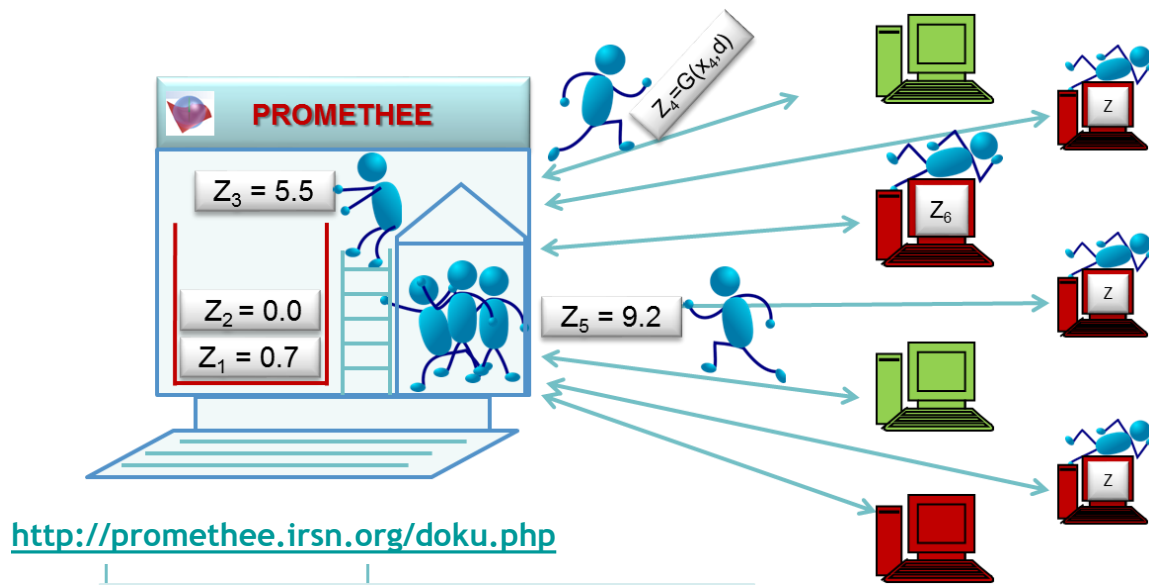 PROMETHEE
Z₄=G(x₄,d)
Z₃ = 5.5
Z₂ = 0.0
Z₁ = 0.7
Z₅ = 9.2
Z
Z₆
Z
Z
http://promethee.irsn.org/doku.php